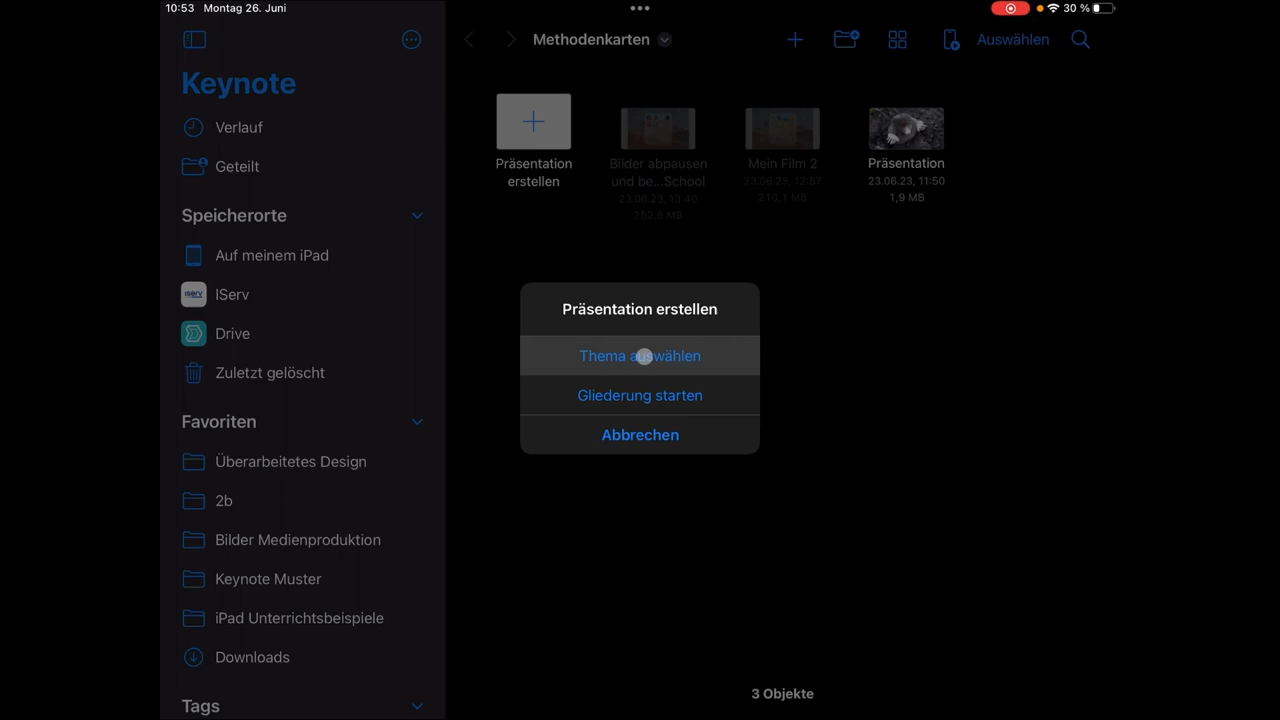 10:53 Montag 26. Juni
30 %
Keynote
Verlauf
Geteilt
Speicherorte
Auf meinem iPad
IServ
Drive
Zuletzt gelöscht
Favoriten
Überarbeitetes Design
2b
Bilder Medienproduktion
Keynote Muster
iPad Unterrichtsbeispiele
Downloads
Tags
Methodenkarten
Auswählen
Präsentation
erstellen
Bilder abpausen
und be...School
23.06.23, 13:40
252,5 MB
Mein Film 2
23.06.23, 12:57
210,1 MB
Präsentation
23.06.23, 11:50
1,9 MB
Präsentation erstellen
Thema auswählen
Gliederung starten
Abbrechen
3 Objekte